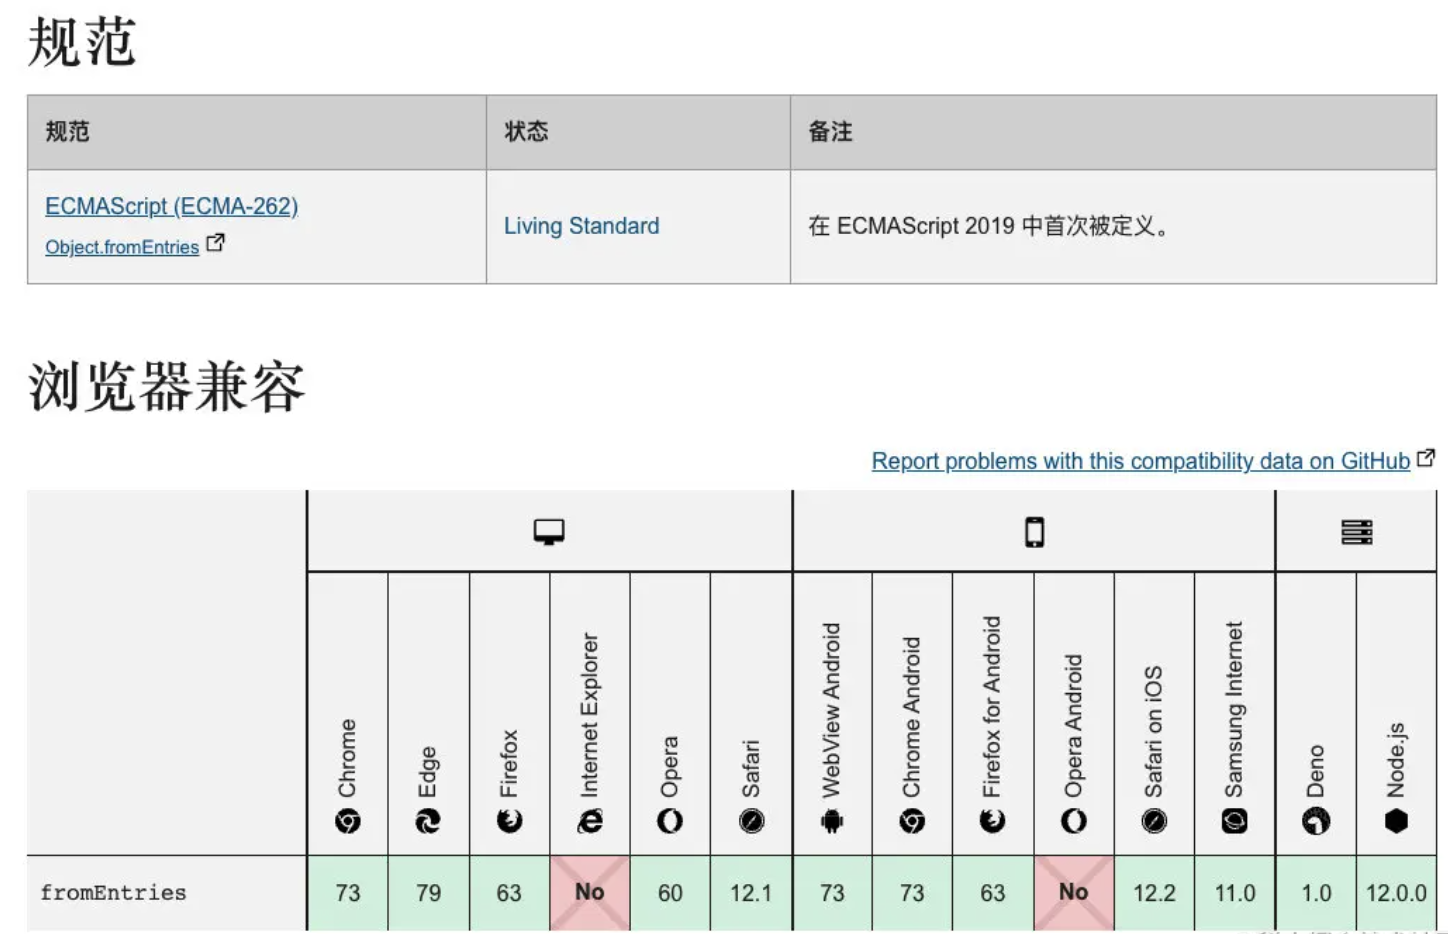 规范
规范 状态 备注
ECMAScript (ECMA-262)
Object.fromEntries
Living Standard
在 ECMAScript 2019 中首次被定义。
浏览器兼容
Report problems with this compatibility data on GitHub
Chrome
Edge
Firefox
Internet Explorer
Opera
Safari
WebView Android
Chrome Android
Firefox for Android
Opera Android
Safari on iOS
Samsung Internet
Deno
Node.js
fromEntries 73 79 63 No 60 12.1 73 73 63 No 12.2 11.0 1.0 12.0.0